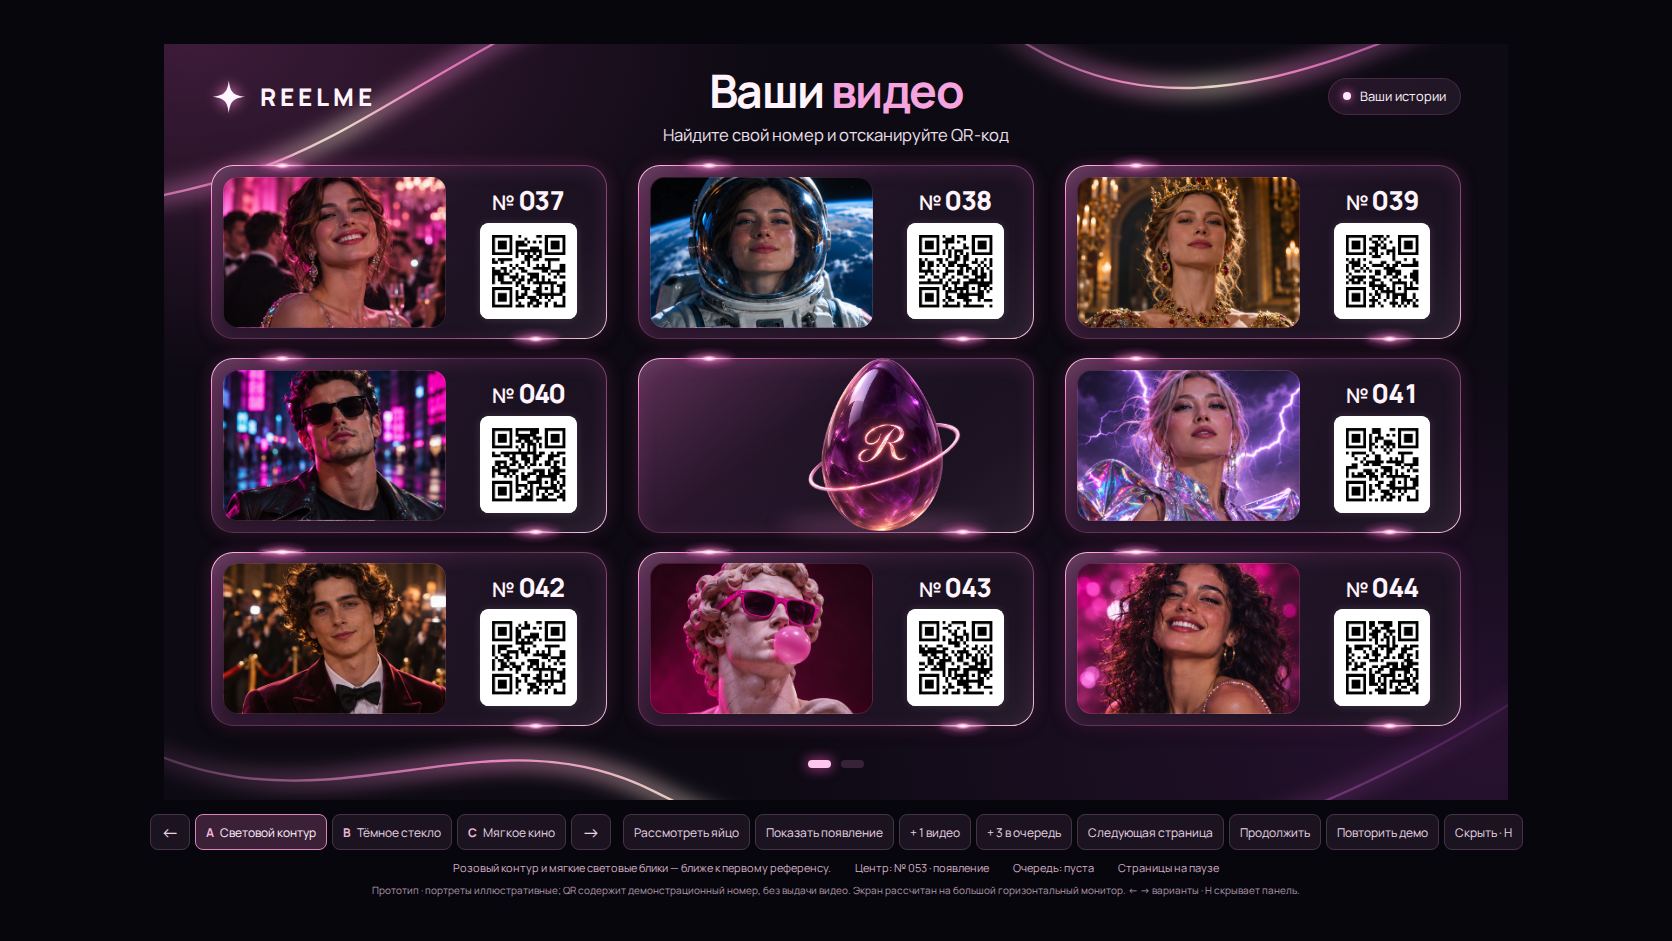 REELME
Ваши видео
Ваши истории
Найдите свой номер и отсканируйте QR-код
№ 037
№ 038
№ 039
№ 040
R
№ 041
№ 042
№ 043
№ 044
← A Световой контур B Тёмное стекло C Мягкое кино → Рассмотреть яйцо Показать появление + 1 видео + 3 в очередь Следующая страница Продолжить Повторить демо Скрыть · H
Розовый контур и мягкие световые блики — ближе к первому референсу. Центр: № 053 · появление Очередь: пуста Страницы на паузе
Прототип · портреты иллюстративные; QR содержит демонстрационный номер, без выдачи видео. Экран рассчитан на большой горизонтальный монитор. ← → варианты · H скрывает панель.